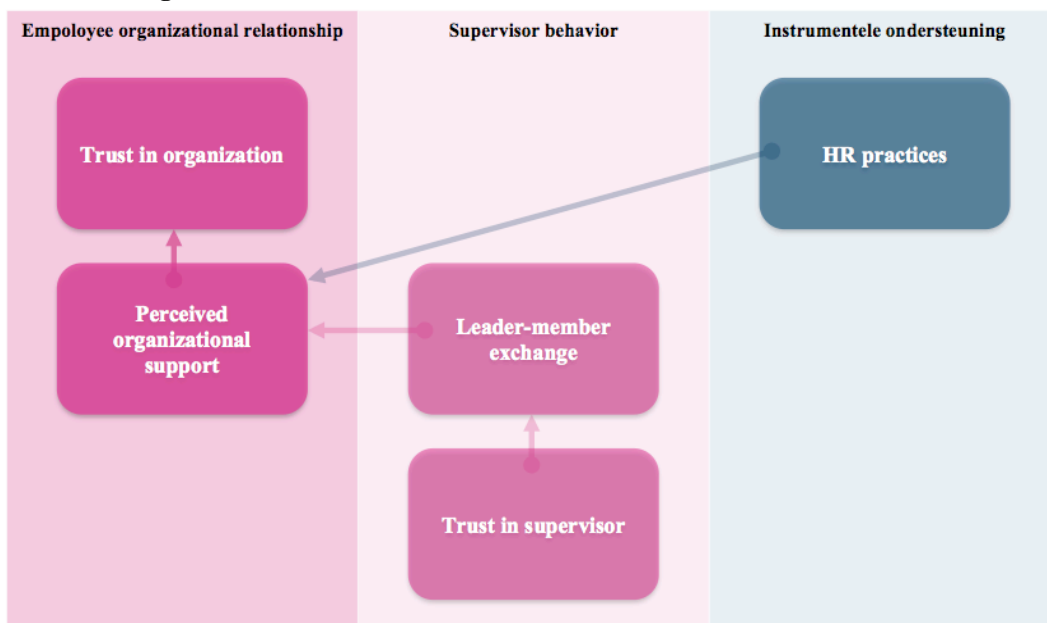 Empoloyee organizational relationship
Supervisor behavior
Instrumentele ondersteuning
Trust in organization
HR practices
Perceived
organizational
support
Leader-member
exchange
Trust in supervisor